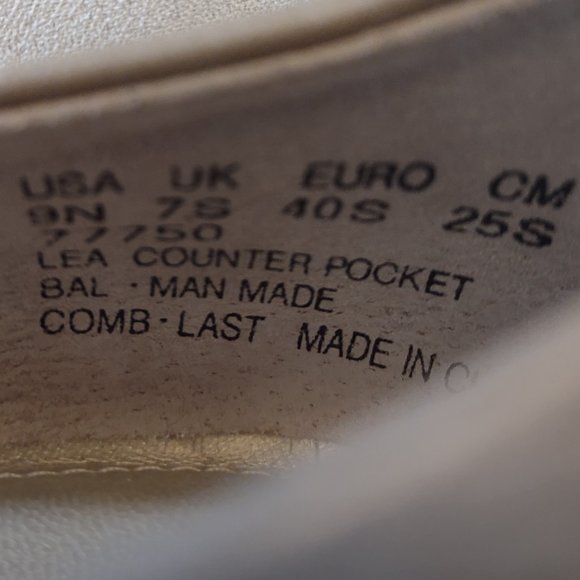 USA UK EURO CM
9N 7S 40S 25S
77750
LEA COUNTER POCKET
BAL · MAN MADE
COMB · LAST MADE IN